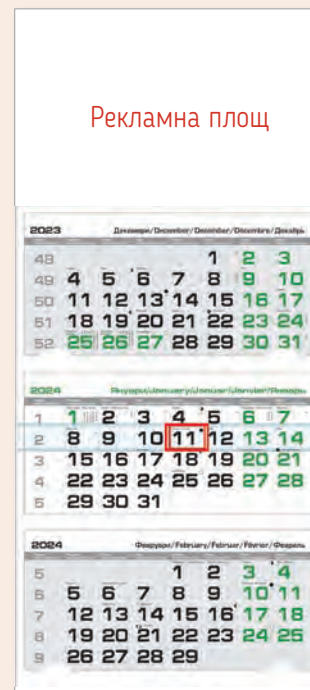 Рекламна площ
2023 Декември/December/Dezember/Décembre/Декабрь
48 1 2 3
49 4 5 6 7 8 9 10
50 11 12 13 14 15 16 17
51 18 19 20 21 22 23 24
52 25 26 27 28 29 30 31
2024 Януари/January/Januar/Janvier/Январь
1 1 2 3 4 5 6 7
2 8 9 10 11 12 13 14
3 15 16 17 18 19 20 21
4 22 23 24 25 26 27 28
5 29 30 31
2024 Февруари/February/Februar/Février/Февраль
5 1 2 3 4
6 5 6 7 8 9 10 11
7 12 13 14 15 16 17 18
8 19 20 21 22 23 24 25
9 26 27 28 29